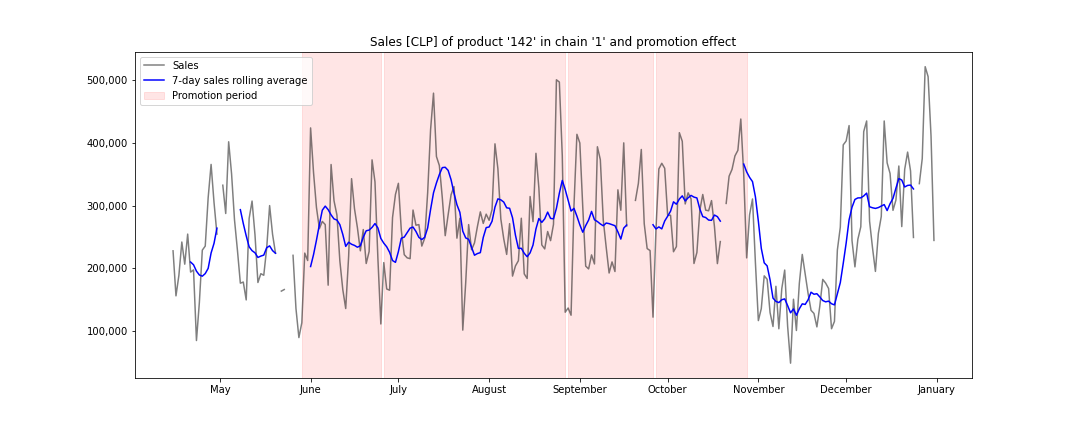 Sales [CLP] of product '142' in chain '1' and promotion effect
Sales
7-day sales rolling average
Promotion period
500,000
400,000
300,000
200,000
100,000
May June July August September October November December January